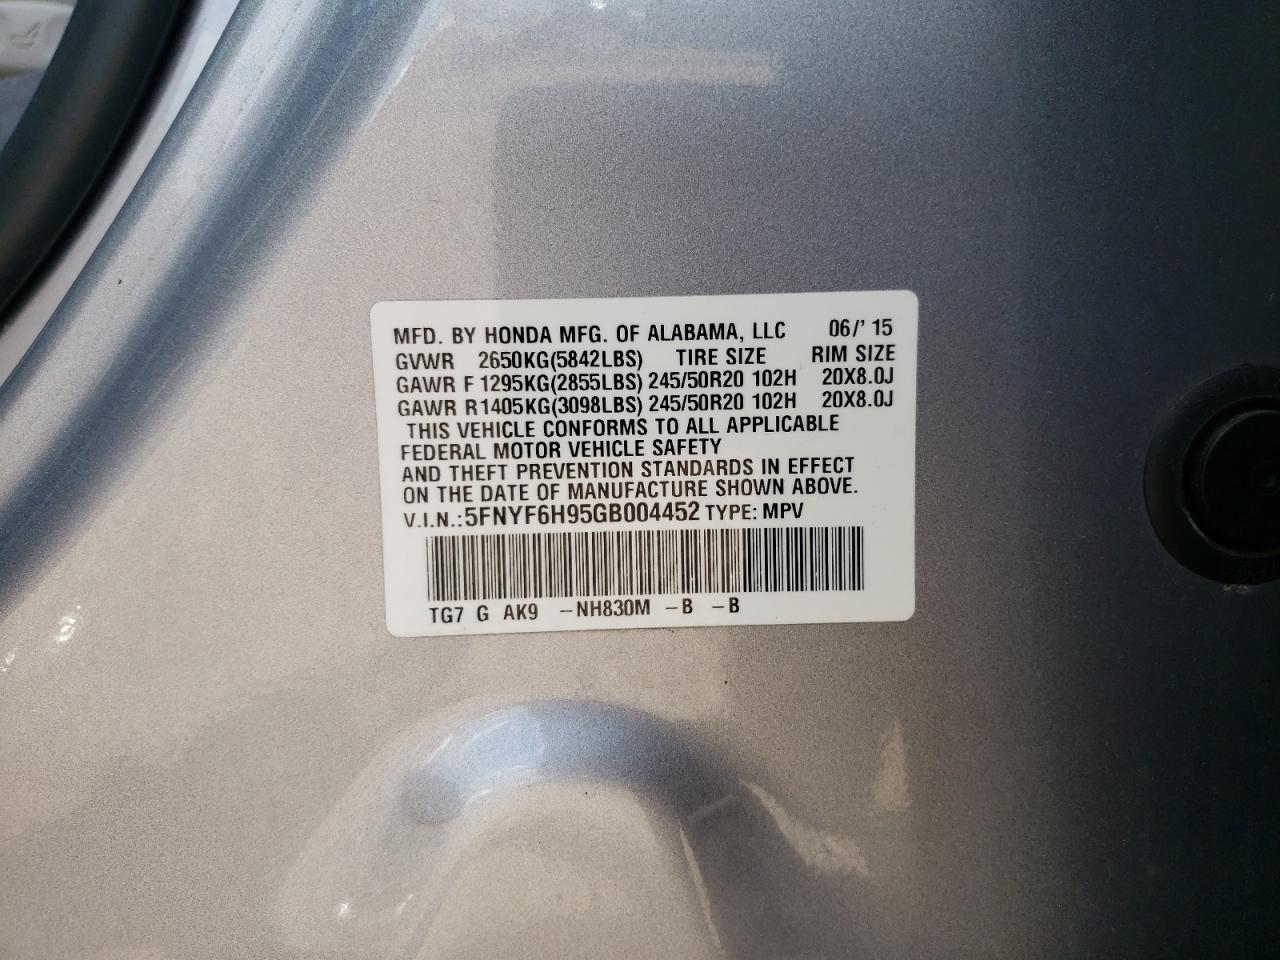 MFD. BY HONDA MFG. OF ALABAMA, LLC 06/' 15
GVWR 2650KG(5842LBS) TIRE SIZE RIM SIZE
GAWR F 1295KG(2855LBS) 245/50R20 102H 20X8.0J
GAWR R1405KG(3098LBS) 245/50R20 102H 20X8.0J
THIS VEHICLE CONFORMS TO ALL APPLICABLE
FEDERAL MOTOR VEHICLE SAFETY
AND THEFT PREVENTION STANDARDS IN EFFECT
ON THE DATE OF MANUFACTURE SHOWN ABOVE.
V.I.N.:5FNYF6H95GB004452 TYPE: MPV
TG7 G AK9 -NH830M -B -B